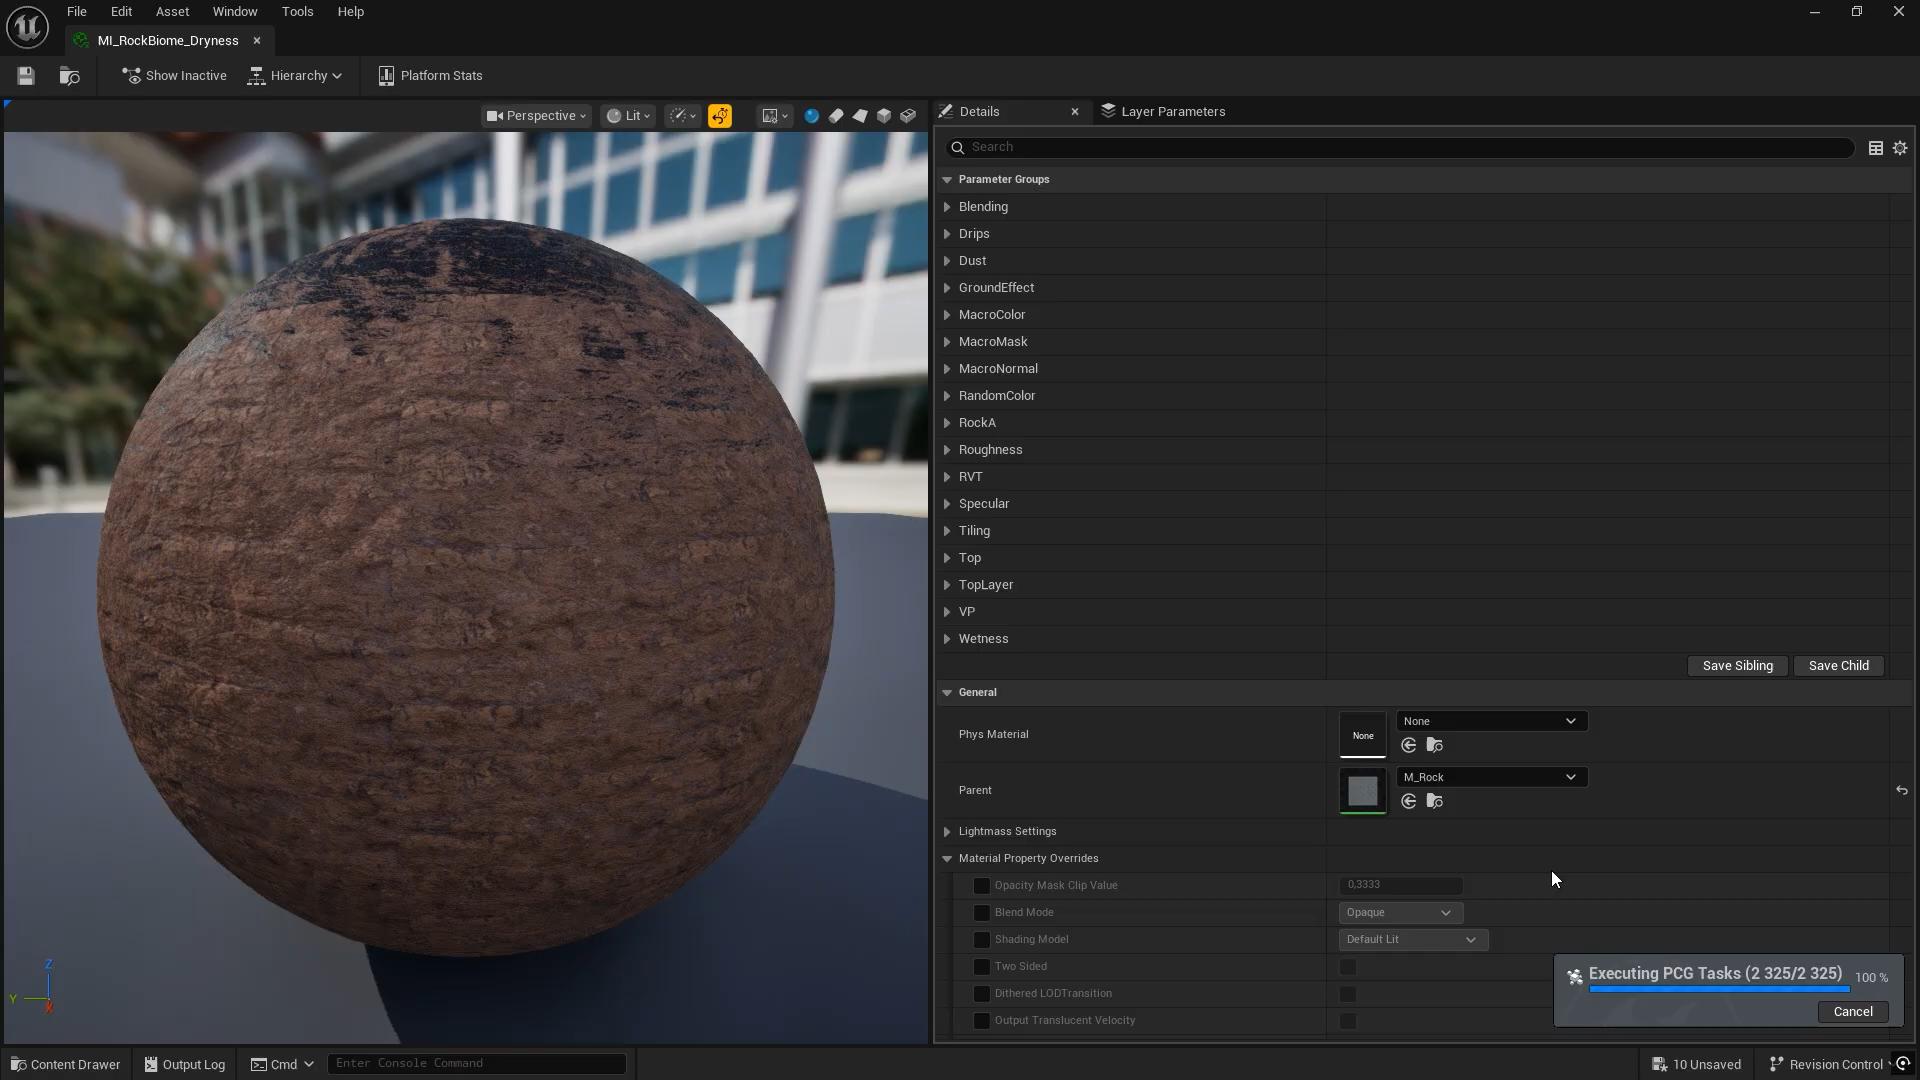 File Edit Asset Window Tools Help
MI_RockBiome_Dryness
Show Inactive Hierarchy Platform Stats
Perspective Lit
Details Layer Parameters
Search
Parameter Groups
Blending
Drips
Dust
GroundEffect
MacroColor
MacroMask
MacroNormal
RandomColor
RockA
Roughness
RVT
Specular
Tiling
Top
TopLayer
VP
Wetness
Save Sibling Save Child
General
Phys Material None None
Parent M_Rock
Lightmass Settings
Material Property Overrides
Opacity Mask Clip Value 0,3333
Blend Mode Opaque
Shading Model Default Lit
Two Sided
Dithered LODTransition
Output Translucent Velocity
Executing PCG Tasks (2 325/2 325) 100 %
Cancel
Z
Y
X
Content Drawer Output Log Cmd Enter Console Command 10 Unsaved Revision Control